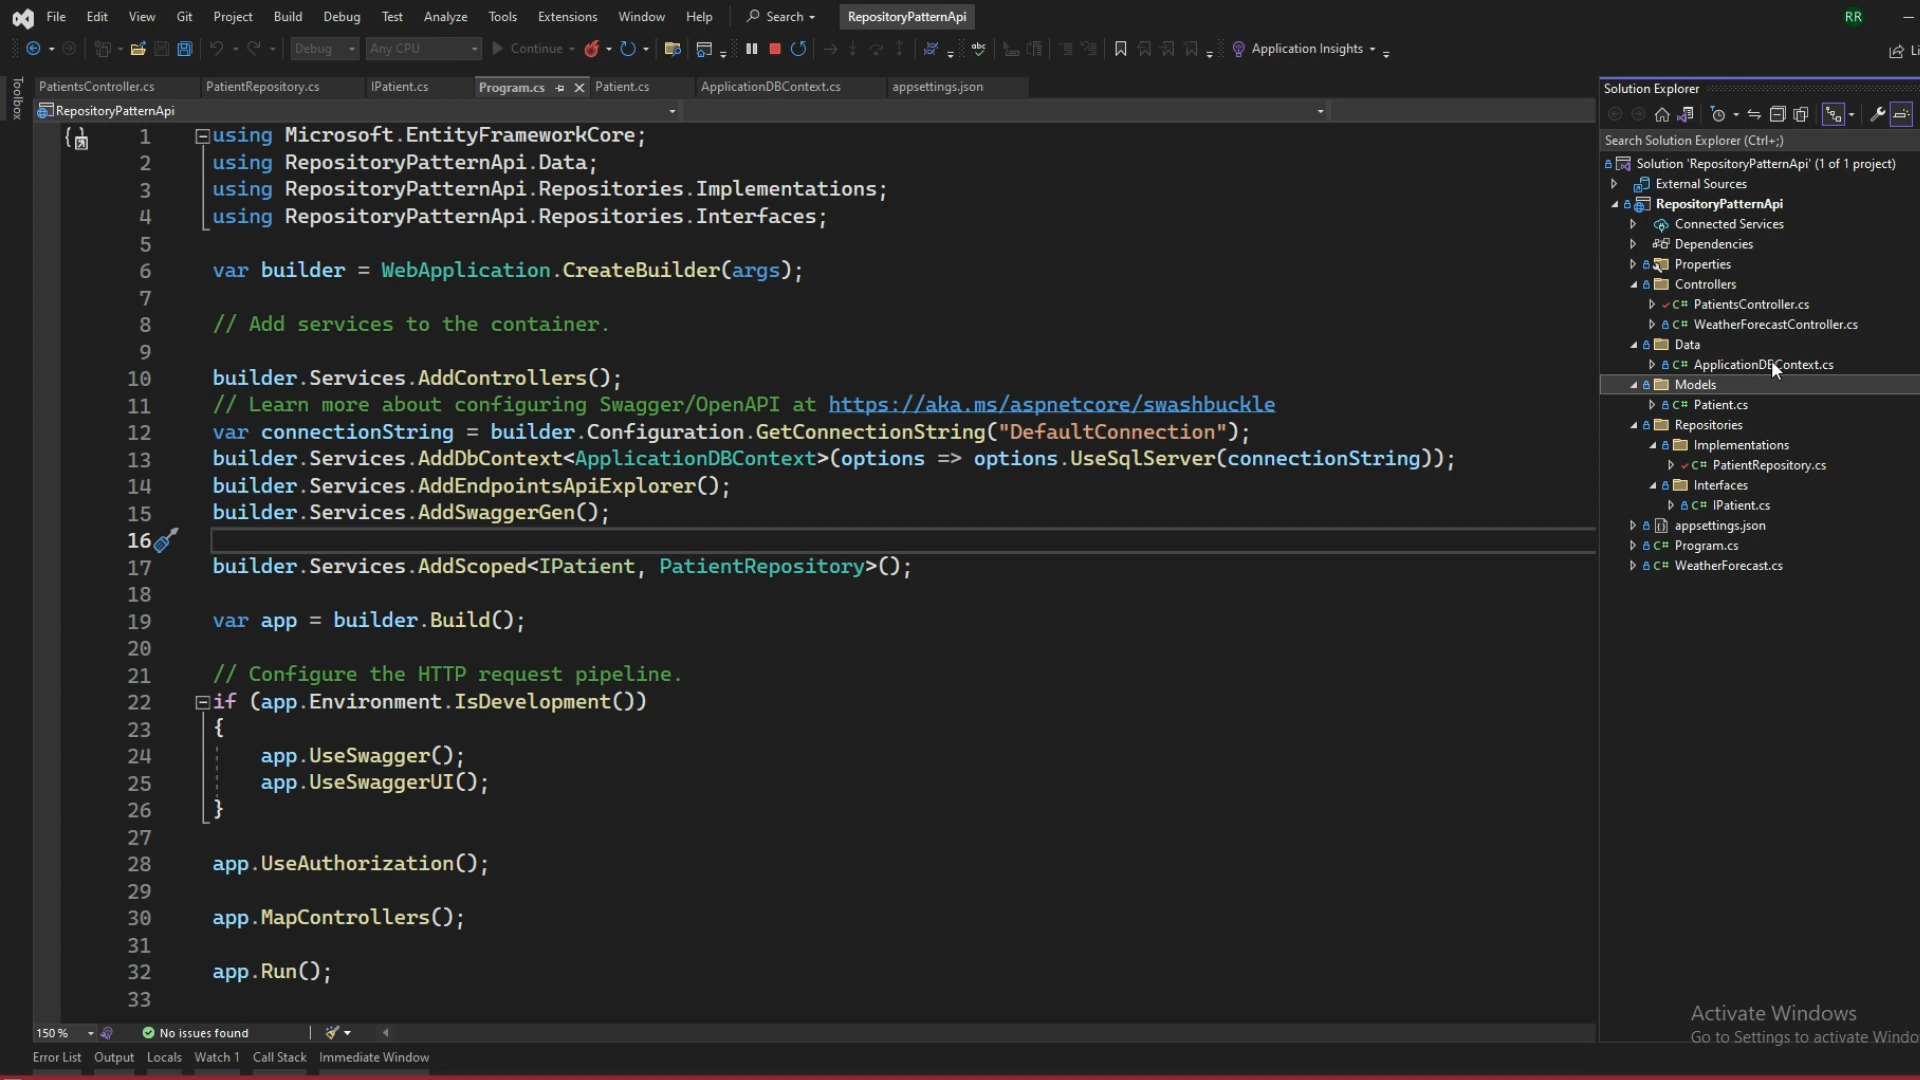 File Edit View Git Project Build Debug Test Analyze Tools Extensions Window Help Search RepositoryPatternApi RR
Debug Any CPU Continue abc Application Insights Li
Toolbox
PatientsController.cs PatientRepository.cs IPatient.cs Program.cs Patient.cs ApplicationDBContext.cs appsettings.json
RepositoryPatternApi
1 using Microsoft.EntityFrameworkCore;
2 using RepositoryPatternApi.Data;
3 using RepositoryPatternApi.Repositories.Implementations;
4 using RepositoryPatternApi.Repositories.Interfaces;
5
6 var builder = WebApplication.CreateBuilder(args);
7
8 // Add services to the container.
9
10 builder.Services.AddControllers();
11 // Learn more about configuring Swagger/OpenAPI at https://aka.ms/aspnetcore/swashbuckle
12 var connectionString = builder.Configuration.GetConnectionString("DefaultConnection");
13 builder.Services.AddDbContext<ApplicationDBContext>(options => options.UseSqlServer(connectionString));
14 builder.Services.AddEndpointsApiExplorer();
15 builder.Services.AddSwaggerGen();
16
17 builder.Services.AddScoped<IPatient, PatientRepository>();
18
19 var app = builder.Build();
20
21 // Configure the HTTP request pipeline.
22 if (app.Environment.IsDevelopment())
23 {
24 app.UseSwagger();
25 app.UseSwaggerUI();
26 }
27
28 app.UseAuthorization();
29
30 app.MapControllers();
31
32 app.Run();
33
150 % No issues found
Error List Output Locals Watch 1 Call Stack Immediate Window
Solution Explorer
Search Solution Explorer (Ctrl+;)
Solution 'RepositoryPatternApi' (1 of 1 project)
External Sources
RepositoryPatternApi
Connected Services
Dependencies
Properties
Controllers
C# PatientsController.cs
C# WeatherForecastController.cs
Data
C# ApplicationDBContext.cs
Models
C# Patient.cs
Repositories
Implementations
C# PatientRepository.cs
Interfaces
C# IPatient.cs
appsettings.json
C# Program.cs
C# WeatherForecast.cs
Activate Windows
Go to Settings to activate Windo